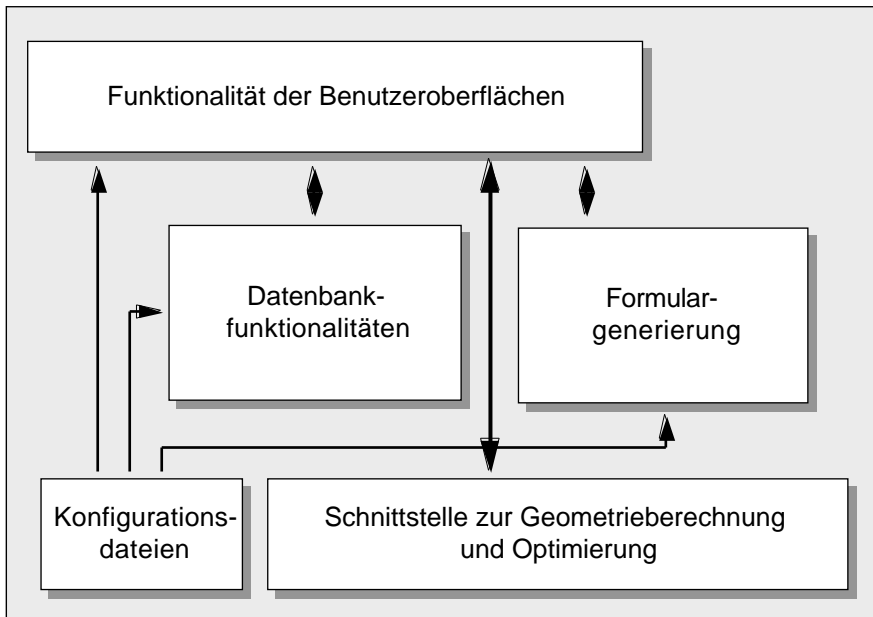 Funktionalität der Benutzeroberflächen
Datenbank-
funktionalitäten
Formular-
generierung
Konfigurations-
dateien
Schnittstelle zur Geometrieberechnung
und Optimierung